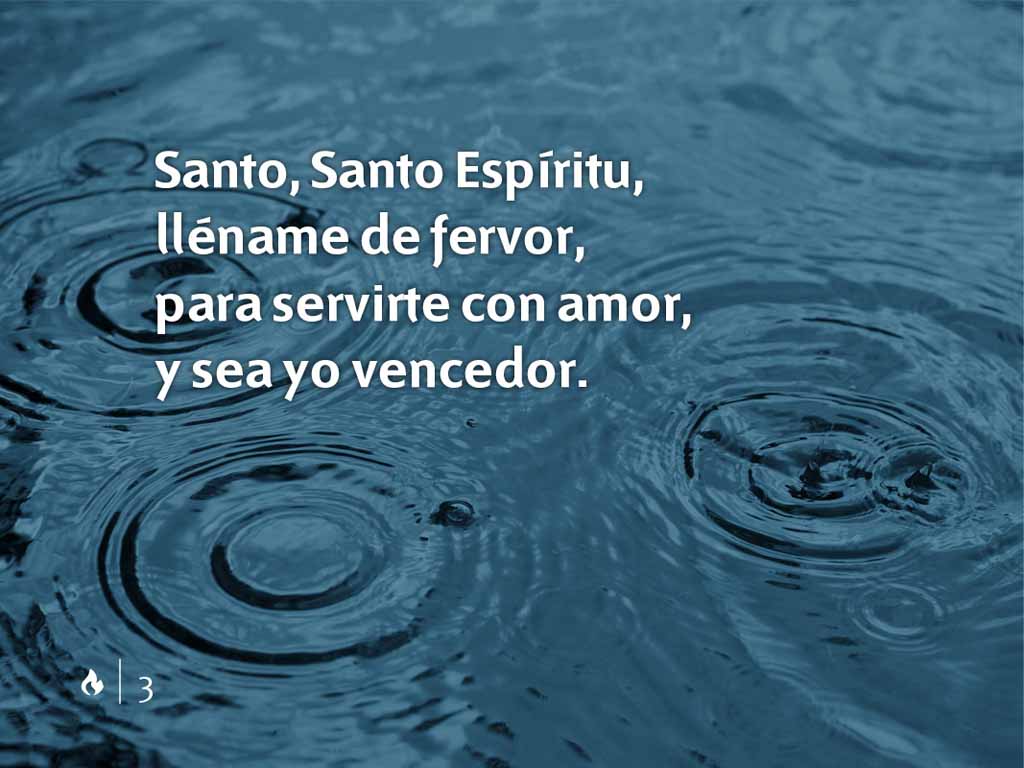 Santo, Santo Espíritu,
lléname de fervor,
para servirte con amor,
y sea yo vencedor.
3